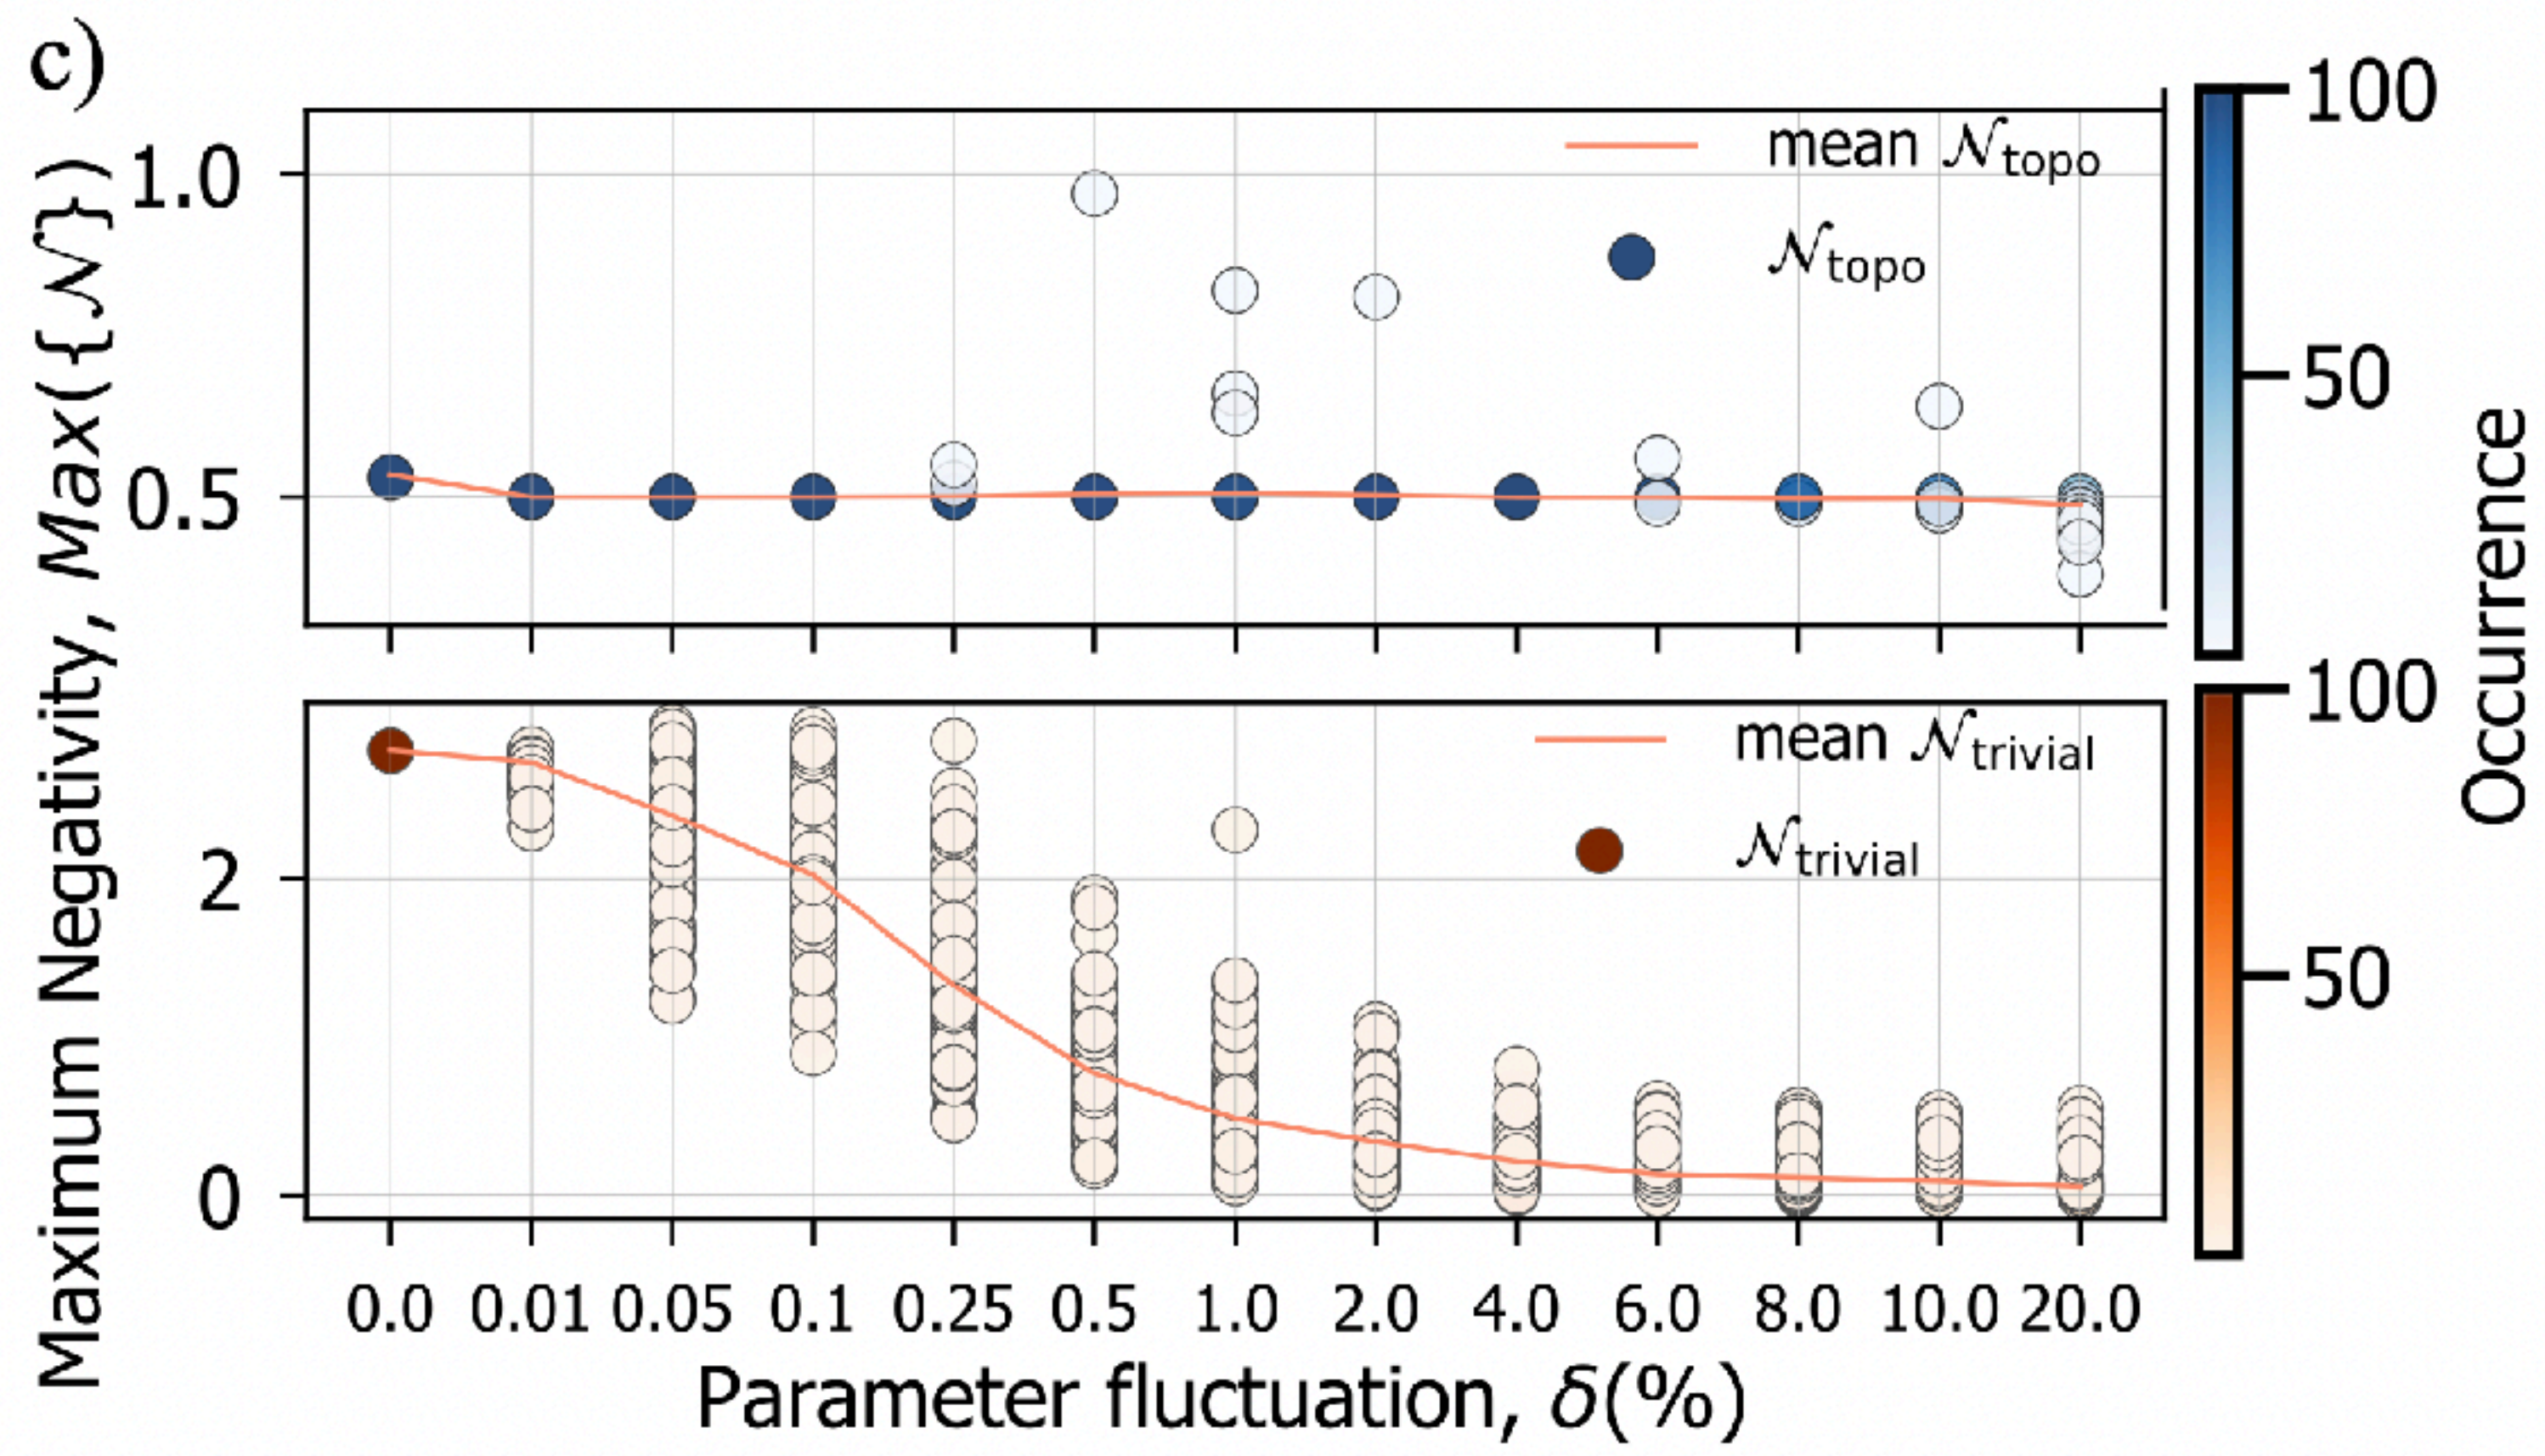 c)
Maximum Negativity, Max({𝒩})
1.0
0.5
mean 𝒩topo
𝒩topo
100
50
2
0
mean 𝒩trivial
𝒩trivial
100
50
Occurrence
0.0 0.01 0.05 0.1 0.25 0.5 1.0 2.0 4.0 6.0 8.0 10.0 20.0
Parameter fluctuation, δ(%)